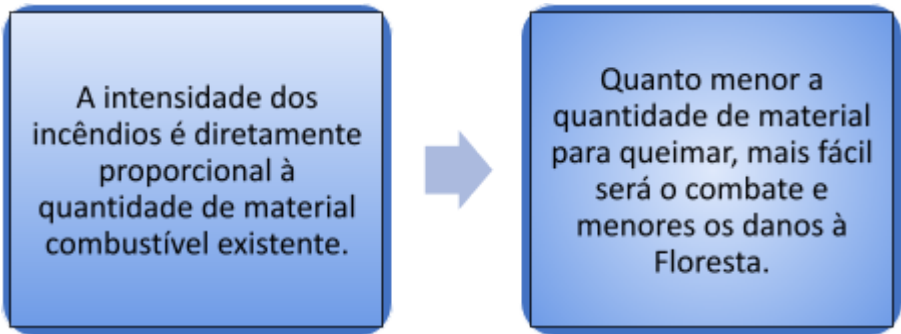 A intensidade dos
incêndios é diretamente
proporcional à
quantidade de material
combustível existente.
Quanto menor a
quantidade de material
para queimar, mais fácil
será o combate e
menores os danos à
Floresta.